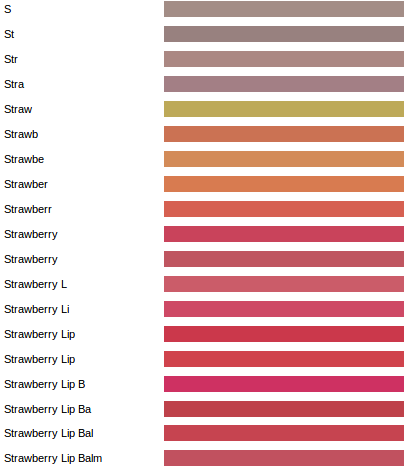 S
St
Str
Stra
Straw
Strawb
Strawbe
Strawber
Strawberr
Strawberry
Strawberry
Strawberry L
Strawberry Li
Strawberry Lip
Strawberry Lip
Strawberry Lip B
Strawberry Lip Ba
Strawberry Lip Bal
Strawberry Lip Balm